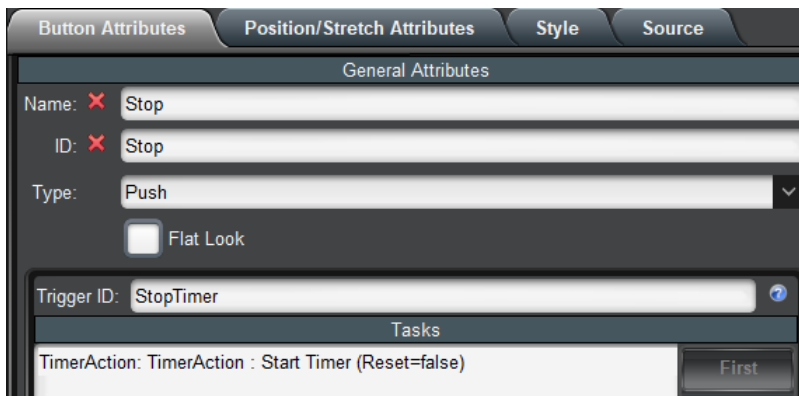 Button Attributes Position/Stretch Attributes Style Source
General Attributes
Name: Stop
ID: Stop
Type: Push
Flat Look
Trigger ID: StopTimer
Tasks
TimerAction: TimerAction : Start Timer (Reset=false) First